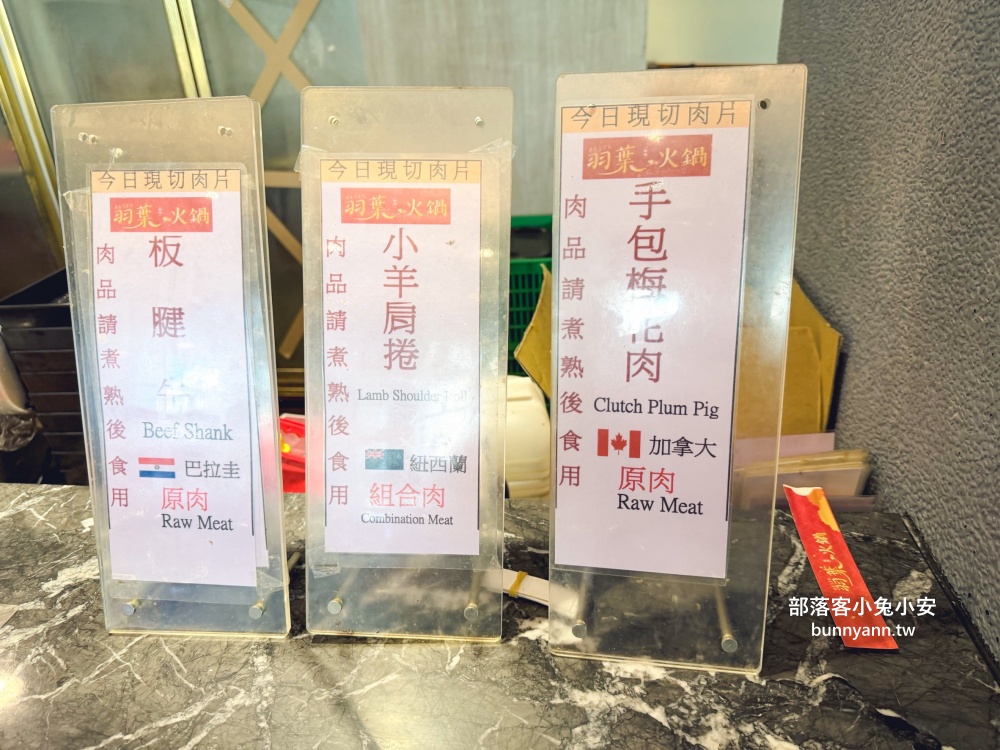 今日現切肉片
羽葉火鍋
板腱
肉品請煮熟後食用
Beef Shank
巴拉圭
原肉
Raw Meat
今日現切肉片
羽葉火鍋
小羊肩捲
肉品請煮熟後食用
Lamb Shoulder Roll
紐西蘭
組合肉
Combination Meat
今日現切肉片
羽葉火鍋
手包梅花肉
肉品請煮熟後食用
Clutch Plum Pig
加拿大
原肉
Raw Meat
羽葉火鍋
部落客小兔小安
bunnyann.tw